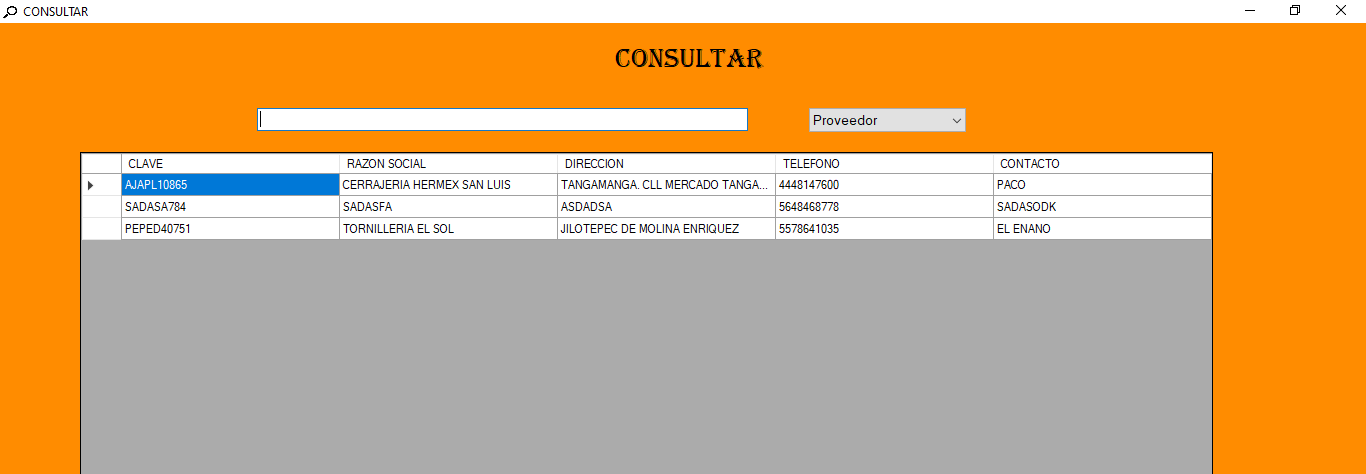 CONSULTAR
CONSULTAR
Proveedor
CLAVE RAZON SOCIAL DIRECCION TELEFONO CONTACTO
AJAPL10865 CERRAJERIA HERMEX SAN LUIS TANGAMANGA. CLL MERCADO TANGA... 4448147600 PACO
SADASA784 SADASFA ASDADSA 5648468778 SADASODK
PEPED40751 TORNILLERIA EL SOL JILOTEPEC DE MOLINA ENRIQUEZ 5578641035 EL ENANO